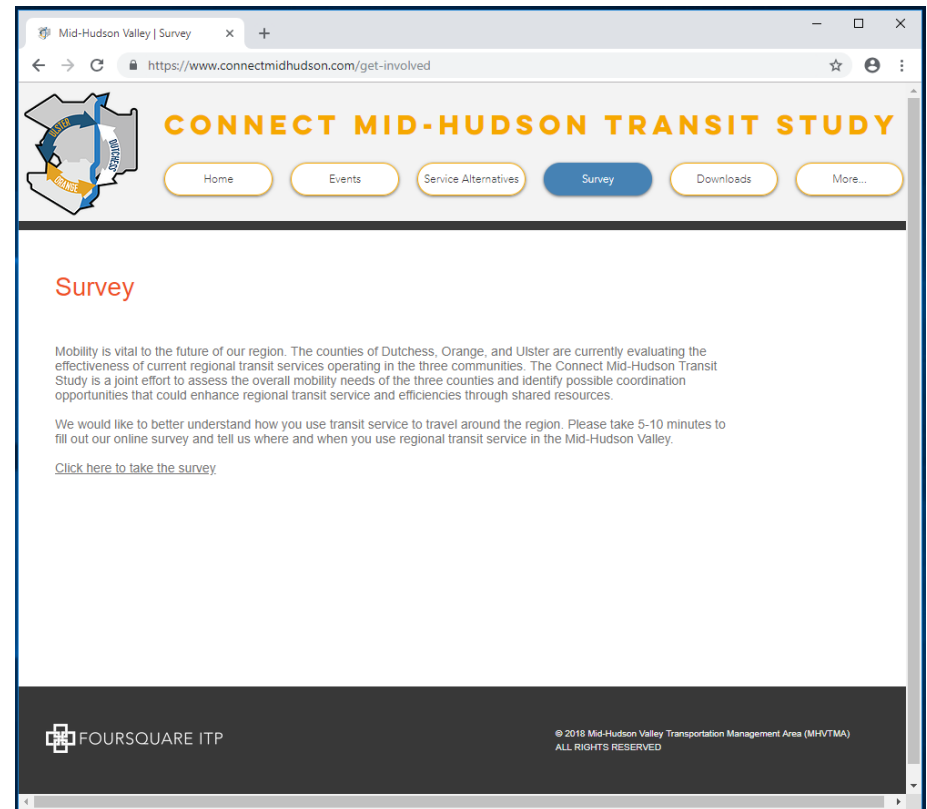 Mid-Hudson Valley | Survey
https://www.connectmidhudson.com/get-involved
ULSTER
DUTCHESS
ORANGE
CONNECT MID-HUDSON TRANSIT STUDY
Home
Events
Service Alternatives
Survey
Downloads
More...
Survey
Mobility is vital to the future of our region. The counties of Dutchess, Orange, and Ulster are currently evaluating the
effectiveness of current regional transit services operating in the three communities. The Connect Mid-Hudson Transit
Study is a joint effort to assess the overall mobility needs of the three counties and identify possible coordination
opportunities that could enhance regional transit service and efficiencies through shared resources.
We would like to better understand how you use transit service to travel around the region. Please take 5-10 minutes to
fill out our online survey and tell us where and when you use regional transit service in the Mid-Hudson Valley.
Click here to take the survey
FOURSQUARE ITP
© 2018 Mid-Hudson Valley Transportation Management Area (MHVTMA)
ALL RIGHTS RESERVED